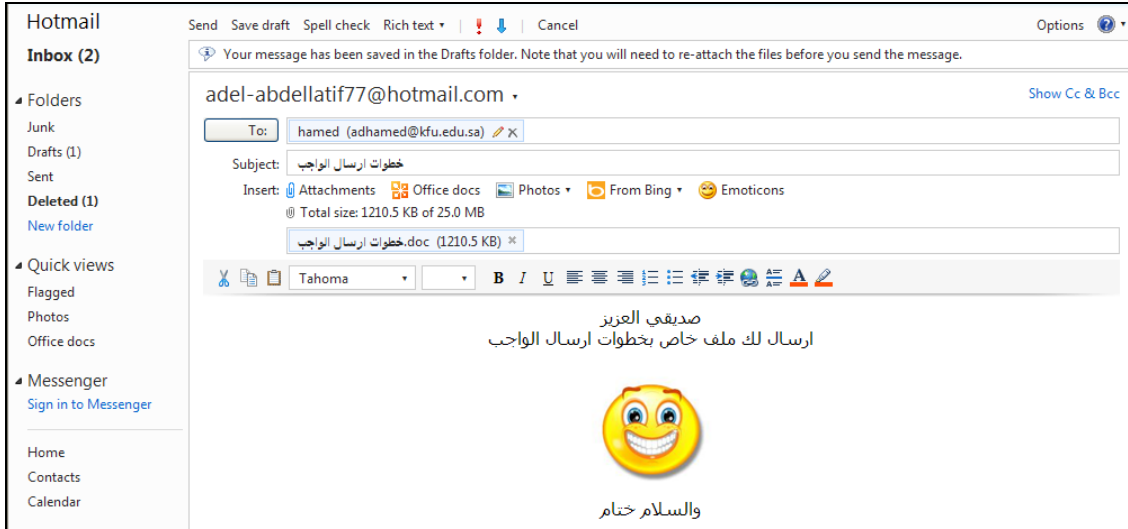 Hotmail
Inbox (2)
Folders
Junk
Drafts (1)
Sent
Deleted (1)
New folder
Quick views
Flagged
Photos
Office docs
Messenger
Sign in to Messenger
Home
Contacts
Calendar
Send Save draft Spell check Rich text | | Cancel Options
Your message has been saved in the Drafts folder. Note that you will need to re-attach the files before you send the message.
adel-abdellatif77@hotmail.com Show Cc & Bcc
To: hamed (adhamed@kfu.edu.sa)
Subject: خطوات ارسال الواجب
Insert: Attachments Office docs Photos From Bing Emoticons
Total size: 1210.5 KB of 25.0 MB
خطوات ارسال الواجب.doc (1210.5 KB)
Tahoma B I U A
صديقي العزيز
ارسال لك ملف خاص بخطوات ارسال الواجب
والسلام ختام